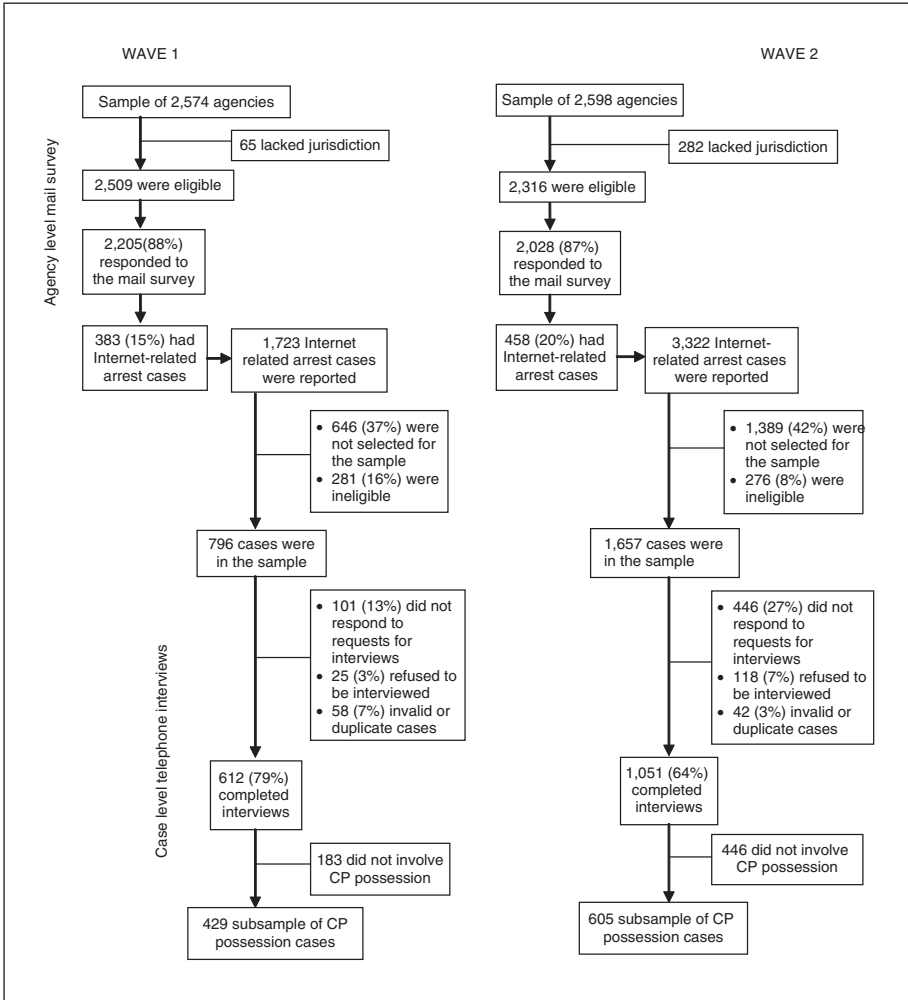 WAVE 1
Sample of 2,574 agencies
65 lacked jurisdiction
2,509 were eligible
2,205(88%)
responded to
the mail survey
383 (15%) had
Internet-related
arrest cases
1,723 Internet
related arrest cases
were reported
• 646 (37%) were
not selected for
the sample
• 281 (16%) were
ineligible
796 cases were
in the sample
• 101 (13%) did not
respond to
requests for
interviews
• 25 (3%) refused to
be interviewed
• 58 (7%) invalid or
duplicate cases
612 (79%)
completed
interviews
183 did not involve
CP possession
429 subsample of CP
possession cases
Agency level mail survey
Case level telephone interviews
WAVE 2
Sample of 2,598 agencies
282 lacked jurisdiction
2,316 were eligible
2,028 (87%)
responded to
the mail survey
458 (20%) had
Internet-related
arrest cases
3,322 Internet-
related arrest cases
were reported
• 1,389 (42%) were
not selected for
the sample
• 276 (8%) were
ineligible
1,657 cases were
in the sample
• 446 (27%) did not
respond to
requests for
interviews
• 118 (7%) refused to
be interviewed
• 42 (3%) invalid or
duplicate cases
1,051 (64%)
completed
interviews
446 did not involve
CP possession
605 subsample of CP
possession cases